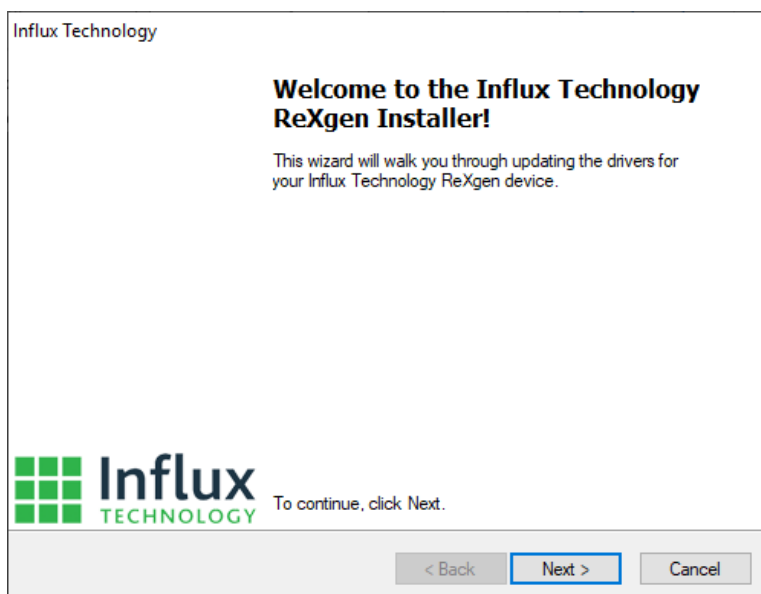 Influx Technology
Welcome to the Influx Technology
ReXgen Installer!
This wizard will walk you through updating the drivers for
your Influx Technology ReXgen device.
Influx
TECHNOLOGY
To continue, click Next.
< Back
Next >
Cancel